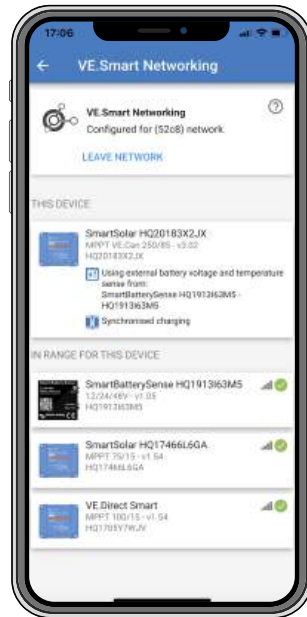 17:06
VE.Smart Networking
VE.Smart Networking
Configured for (52o8) network
LEAVE NETWORK
THIS DEVICE
SmartSolar HQ20183X2JX
MPPT VE.Can 250/85 - v3.02
HQ20183X2JX
Using external battery voltage and temperature
sense from:
SmartBatterySense HQ1913I63M5 -
HQ1913I63M5
Synchronised charging
IN RANGE FOR THIS DEVICE
SmartBatterySense HQ1913I63M5
12/24/48V - v1.05
HQ1913I63M5
SmartSolar HQ17466L6GA
MPPT 75/15 - v1.54
HQ17466L6GA
VE.Direct Smart
MPPT 100/15 - v1.54
HQ1705Y7WJV